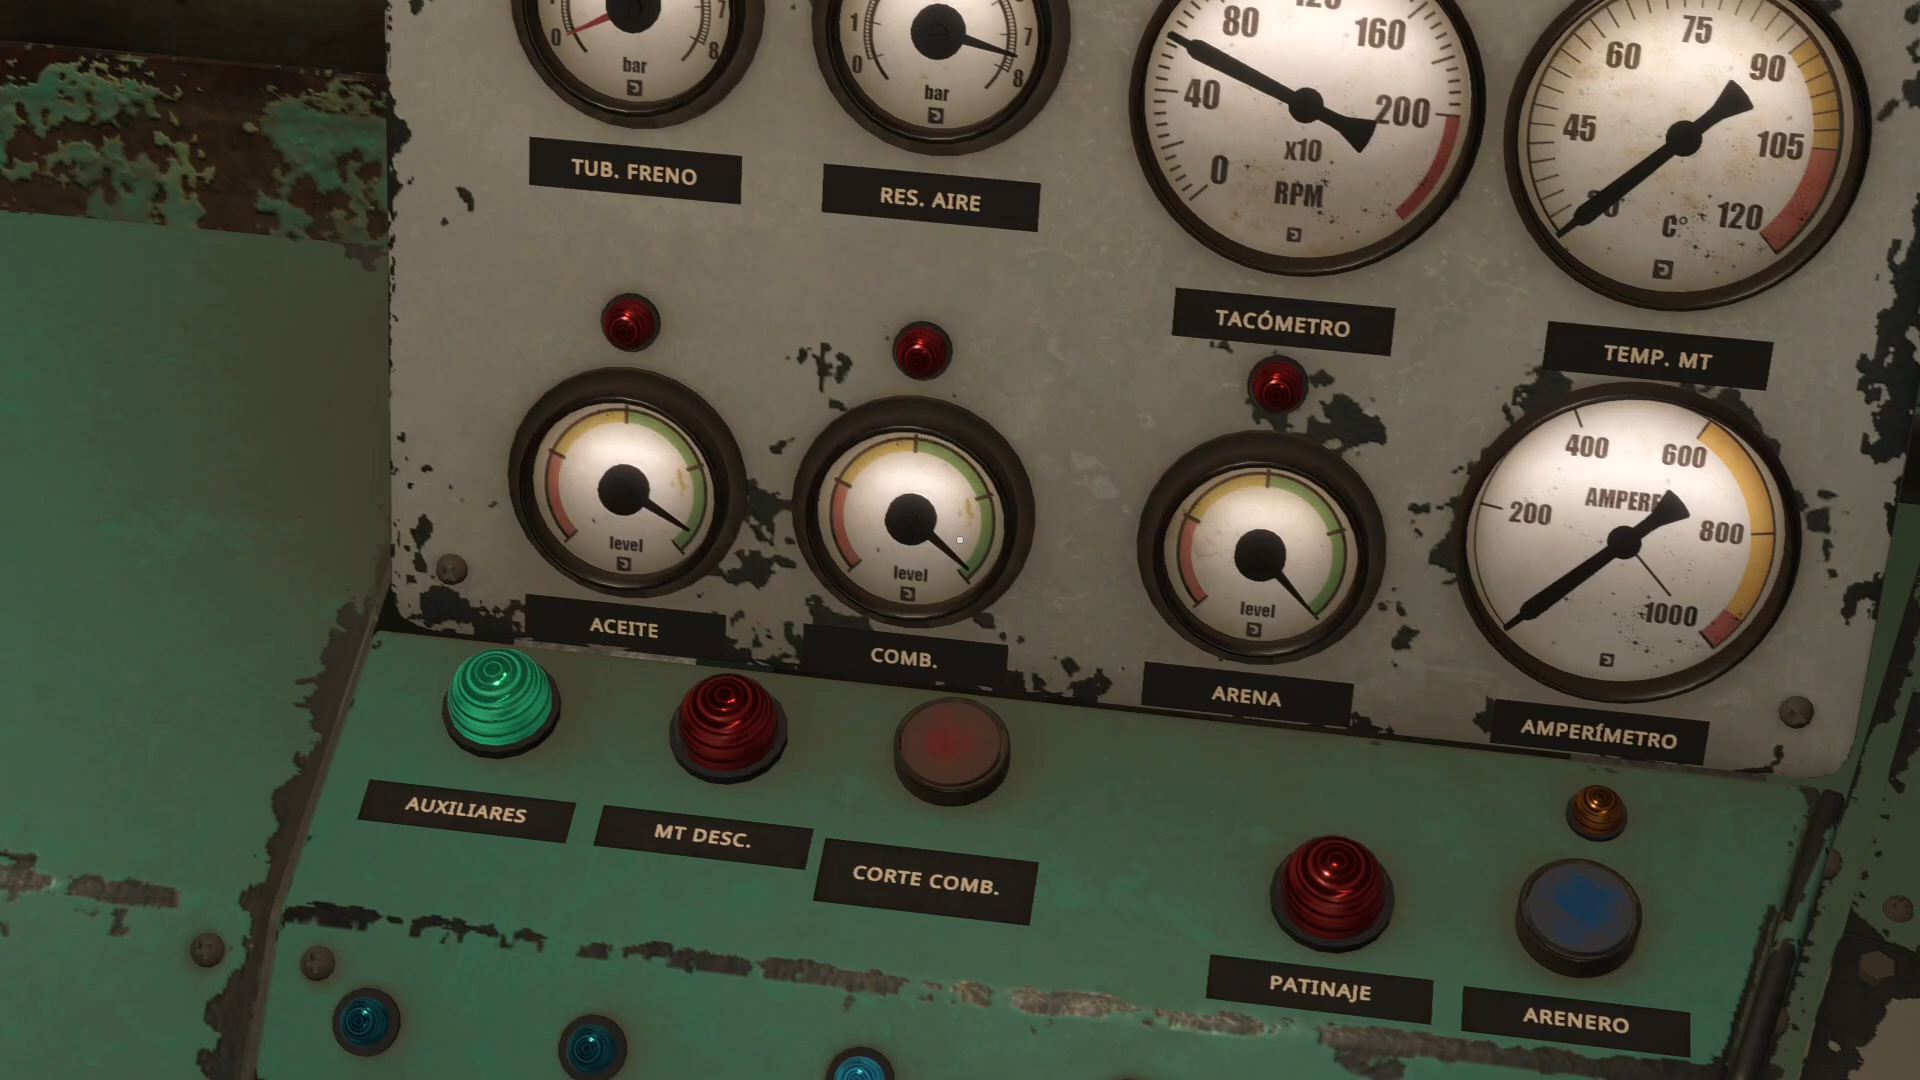 0
7
8
bar
TUB. FRENO
0
1
7
8
bar
RES. AIRE
0
40
80
120
160
200
x10
RPM
TACÓMETRO
45
60
75
90
105
120
C°
TEMP. MT
level
ACEITE
level
COMB.
level
ARENA
200
400
600
800
1000
AMPERÍMETRO
AUXILIARES
MT DESC.
CORTE COMB.
PATINAJE
ARENERO